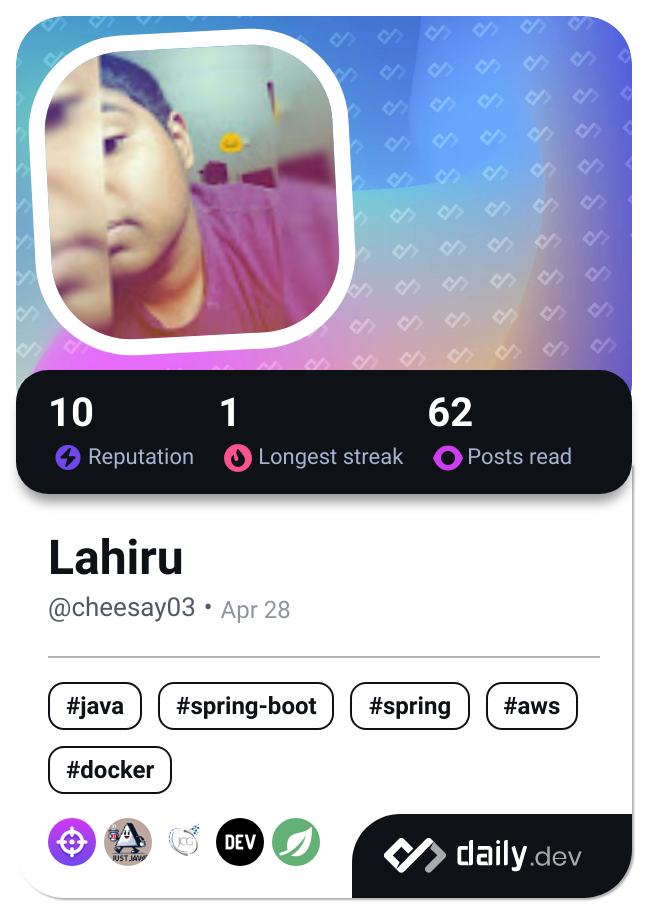 10 1 62
Reputation Longest streak Posts read
Lahiru
@cheesay03 • Apr 28
#java #spring-boot #spring #aws
#docker
JUST JAVA JCG DEV
daily.dev